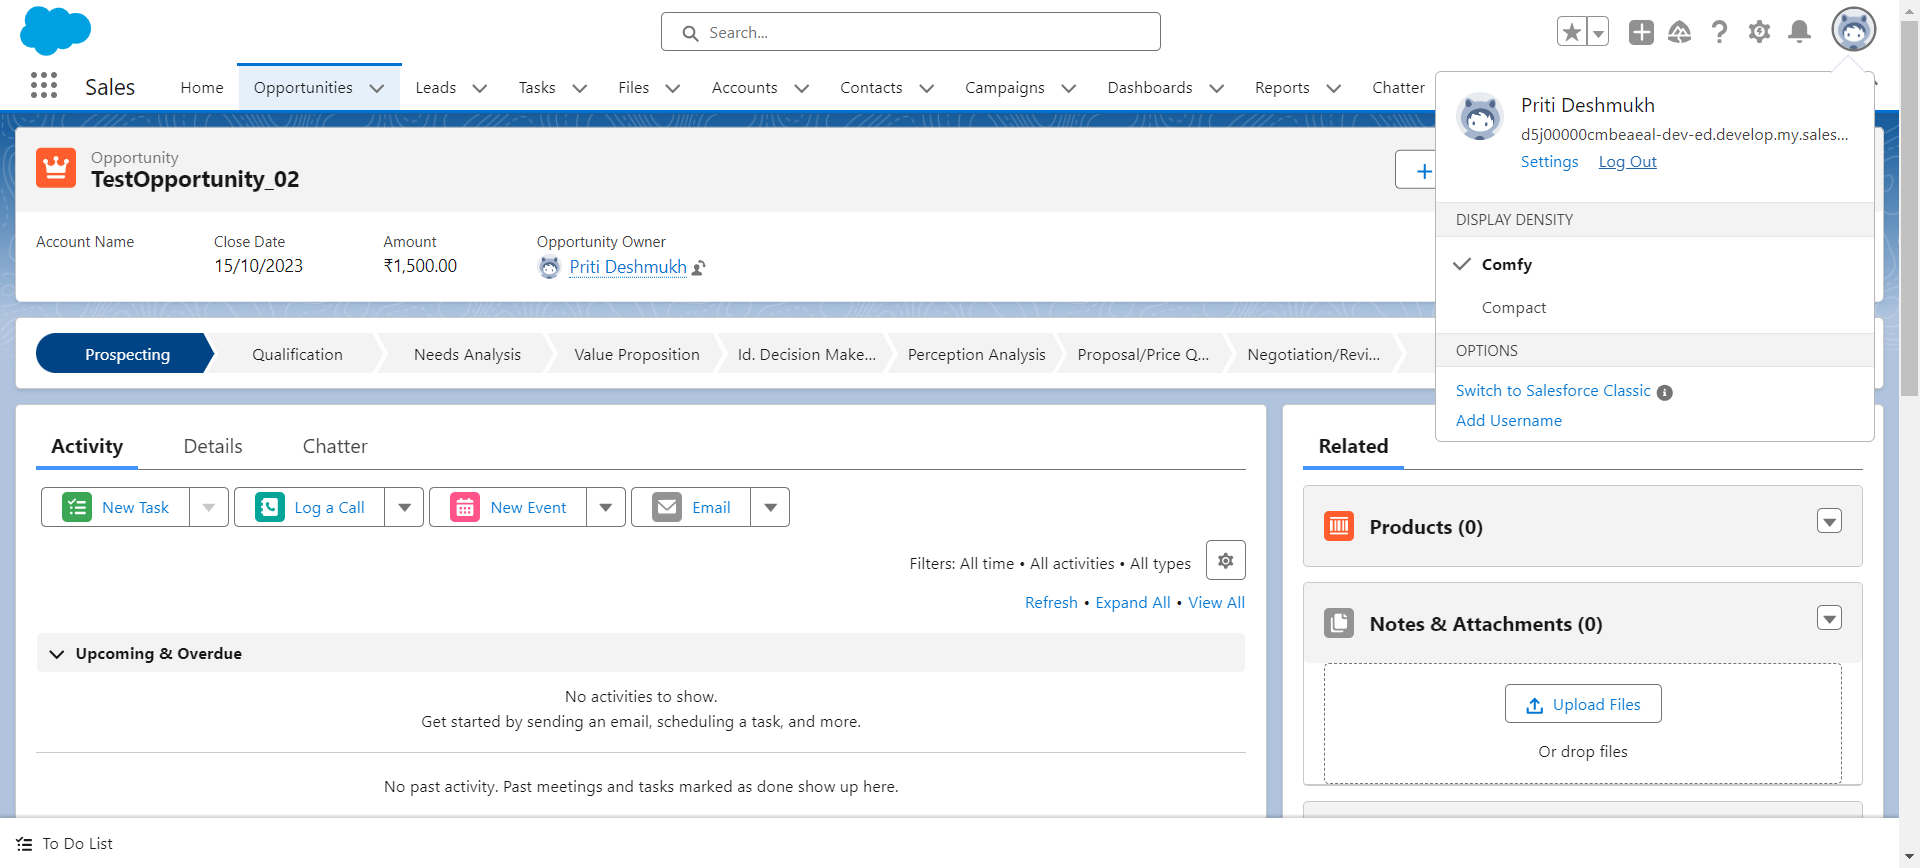 Search...
Sales
Home
Opportunities
Leads
Tasks
Files
Accounts
Contacts
Campaigns
Dashboards
Reports
Chatter
Priti Deshmukh
d5j00000cmbeaeal-dev-ed.develop.my.sales...
Settings Log Out
DISPLAY DENSITY
Comfy
Compact
OPTIONS
Switch to Salesforce Classic
Add Username
Opportunity
TestOpportunity_02
Account Name
Close Date
15/10/2023
Amount
₹1,500.00
Opportunity Owner
Priti Deshmukh
Prospecting
Qualification
Needs Analysis
Value Proposition
Id. Decision Make...
Perception Analysis
Proposal/Price Q...
Negotiation/Revi...
Activity
Details
Chatter
New Task
Log a Call
New Event
Email
Filters: All time • All activities • All types
Refresh • Expand All • View All
Upcoming & Overdue
No activities to show.
Get started by sending an email, scheduling a task, and more.
No past activity. Past meetings and tasks marked as done show up here.
Related
Products (0)
Notes & Attachments (0)
Upload Files
Or drop files
To Do List